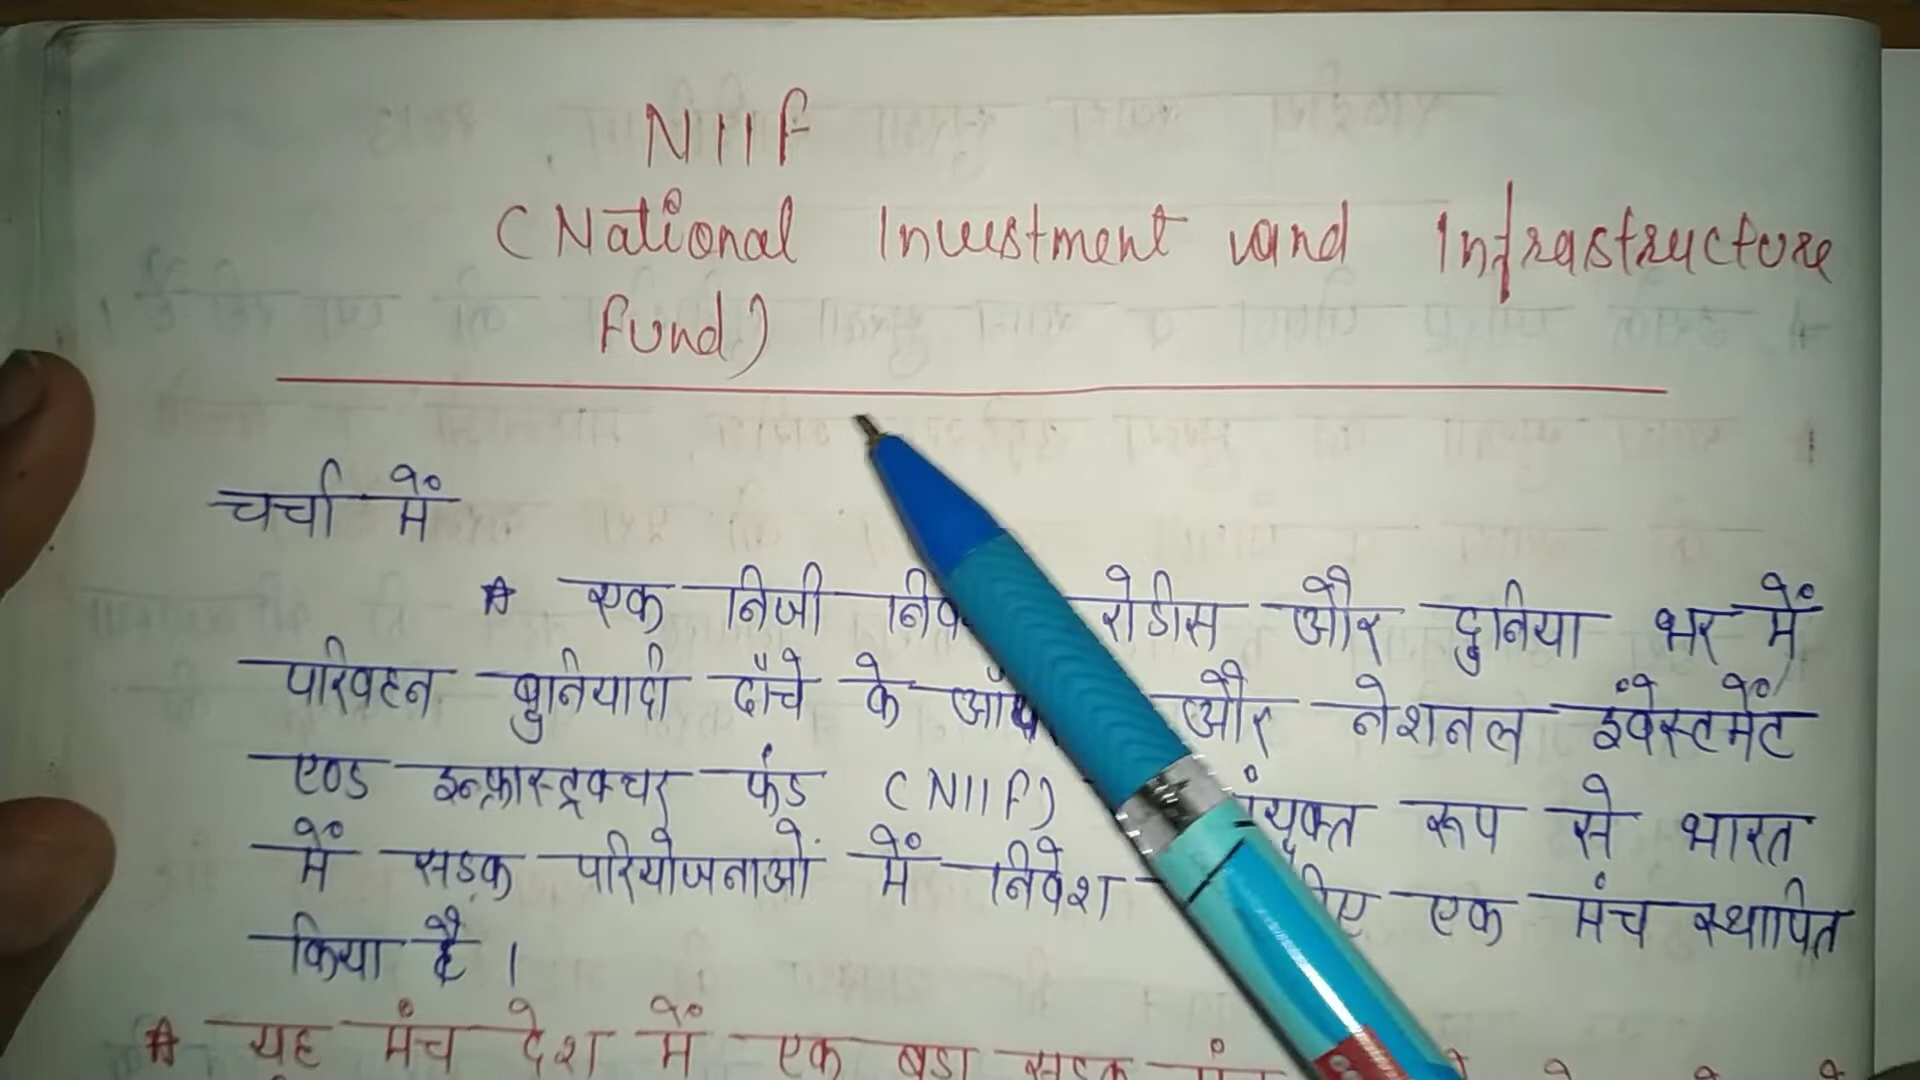 NIIF
(National Investment and Infrastructure
Fund)
चर्चा में
एक निजी रोडीस और दुनिया भर में
परिवहन बुनियादी ढाँचे के और नेशनल इंवेस्टमेंट
एण्ड इन्फ्रास्ट्रक्चर फंड (NIIF) संयुक्त रूप से भारत
में सड़क परियोजनाओं में निवेश एक मंच स्थापित
किया है ।
यह मंच देश में एक बड़ा सड़क